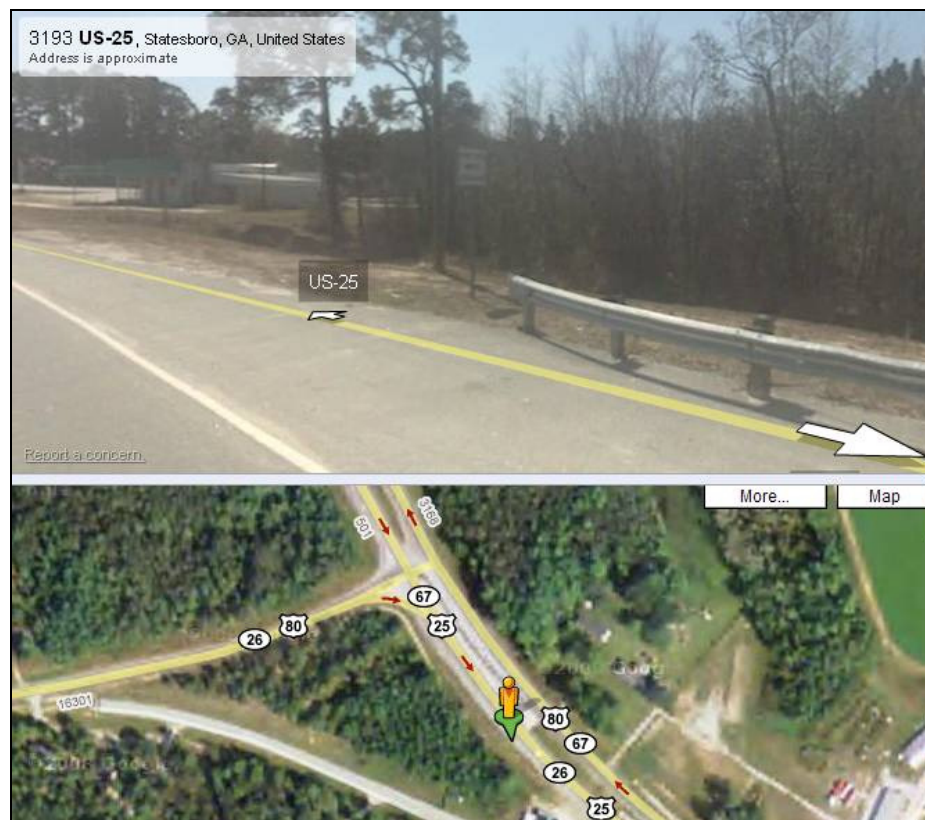 3193 US-25, Statesboro, GA, United States
Address is approximate
US-25
Report a concern
More...
Map
501
3168
67
25
80
26
16301
80
67
26
25